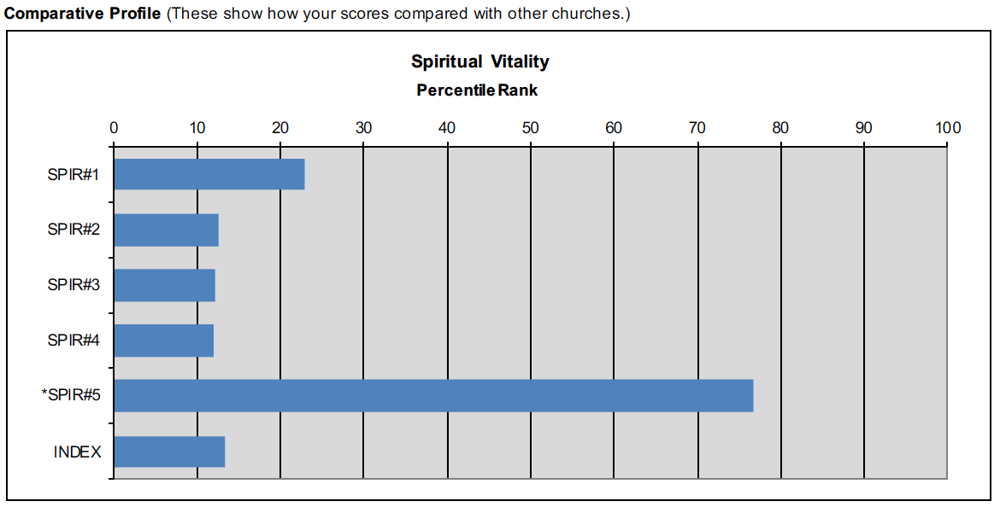 Comparative Profile (These show how your scores compared with other churches.)
Spiritual Vitality
Percentile Rank
0 10 20 30 40 50 60 70 80 90 100
SPIR#1
SPIR#2
SPIR#3
SPIR#4
*SPIR#5
INDEX